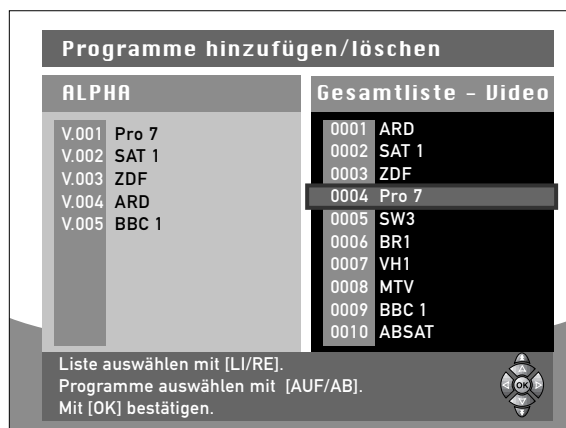 Programme hinzufügen/löschen
ALPHA
V.001 Pro 7
V.002 SAT 1
V.003 ZDF
V.004 ARD
V.005 BBC 1
Gesamtliste - Video
0001 ARD
0002 SAT 1
0003 ZDF
0004 Pro 7
0005 SW3
0006 BR1
0007 VH1
0008 MTV
0009 BBC 1
0010 ABSAT
Liste auswählen mit [LI/RE].
Programme auswählen mit [AUF/AB].
Mit [OK] bestätigen.
OK